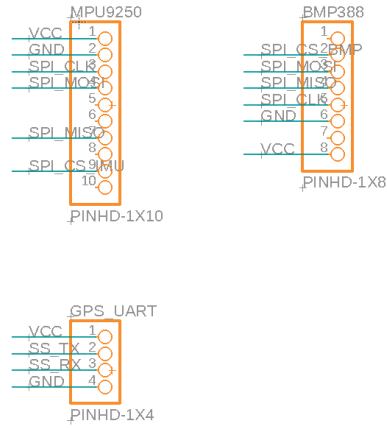 MPU9250
VCC 1
GND 2
SPI_CLK 3
SPI_MOSI 4
5
6
SPI_MISO 7
8
SPI_CS_IMU 9
10
PINHD-1X10
BMP388
1
SPI_CS_BMP 2
SPI_MOSI 3
SPI_MISO 4
SPI_CLK 5
GND 6
7
VCC 8
PINHD-1X8
GPS_UART
VCC 1
SS_TX 2
SS_RX 3
GND 4
PINHD-1X4